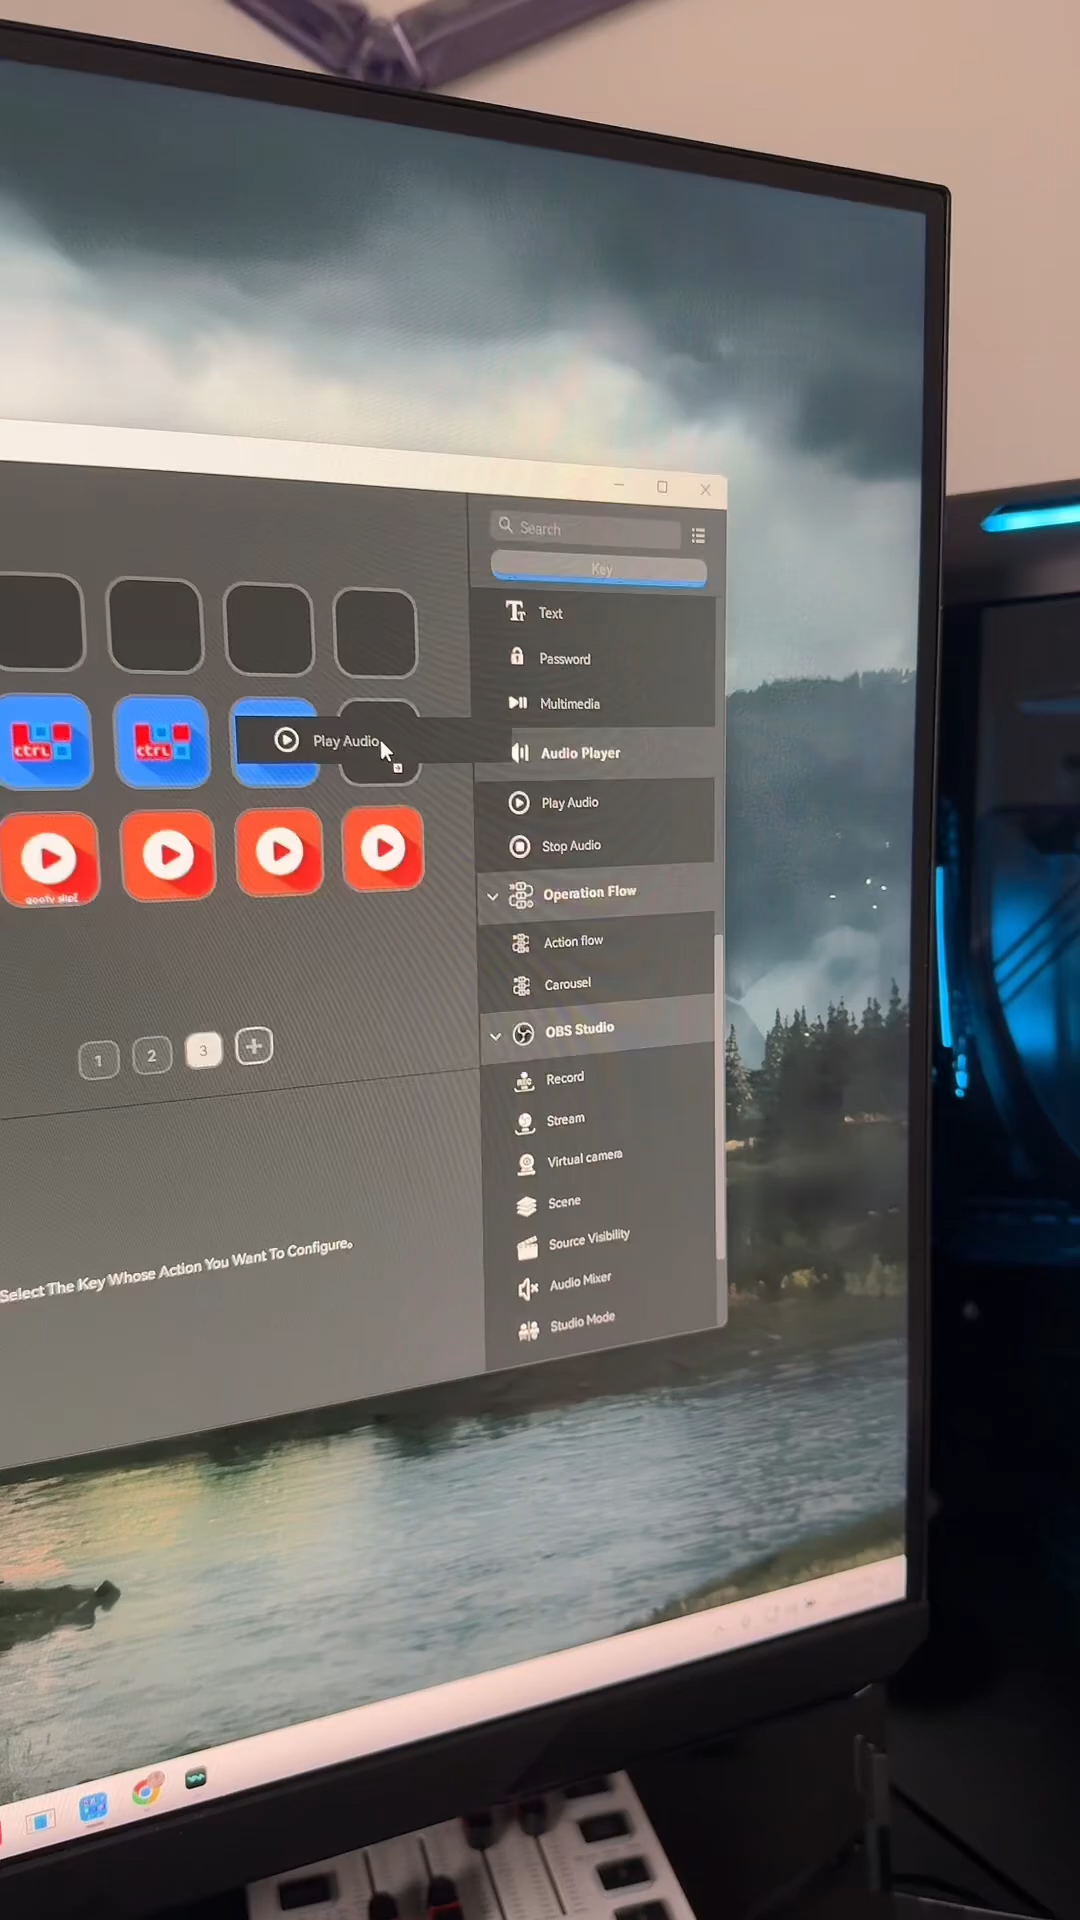 Search
Key
Text
Password
Multimedia
ctrl
ctrl
Play Audio
Audio Player
Play Audio
Stop Audio
Operation Flow
Action flow
Carousel
OBS Studio
1
2
3
Record
Stream
Virtual camera
Scene
Source Visibility
Audio Mixer
Studio Mode
Select The Key Whose Action You Want To Configure。